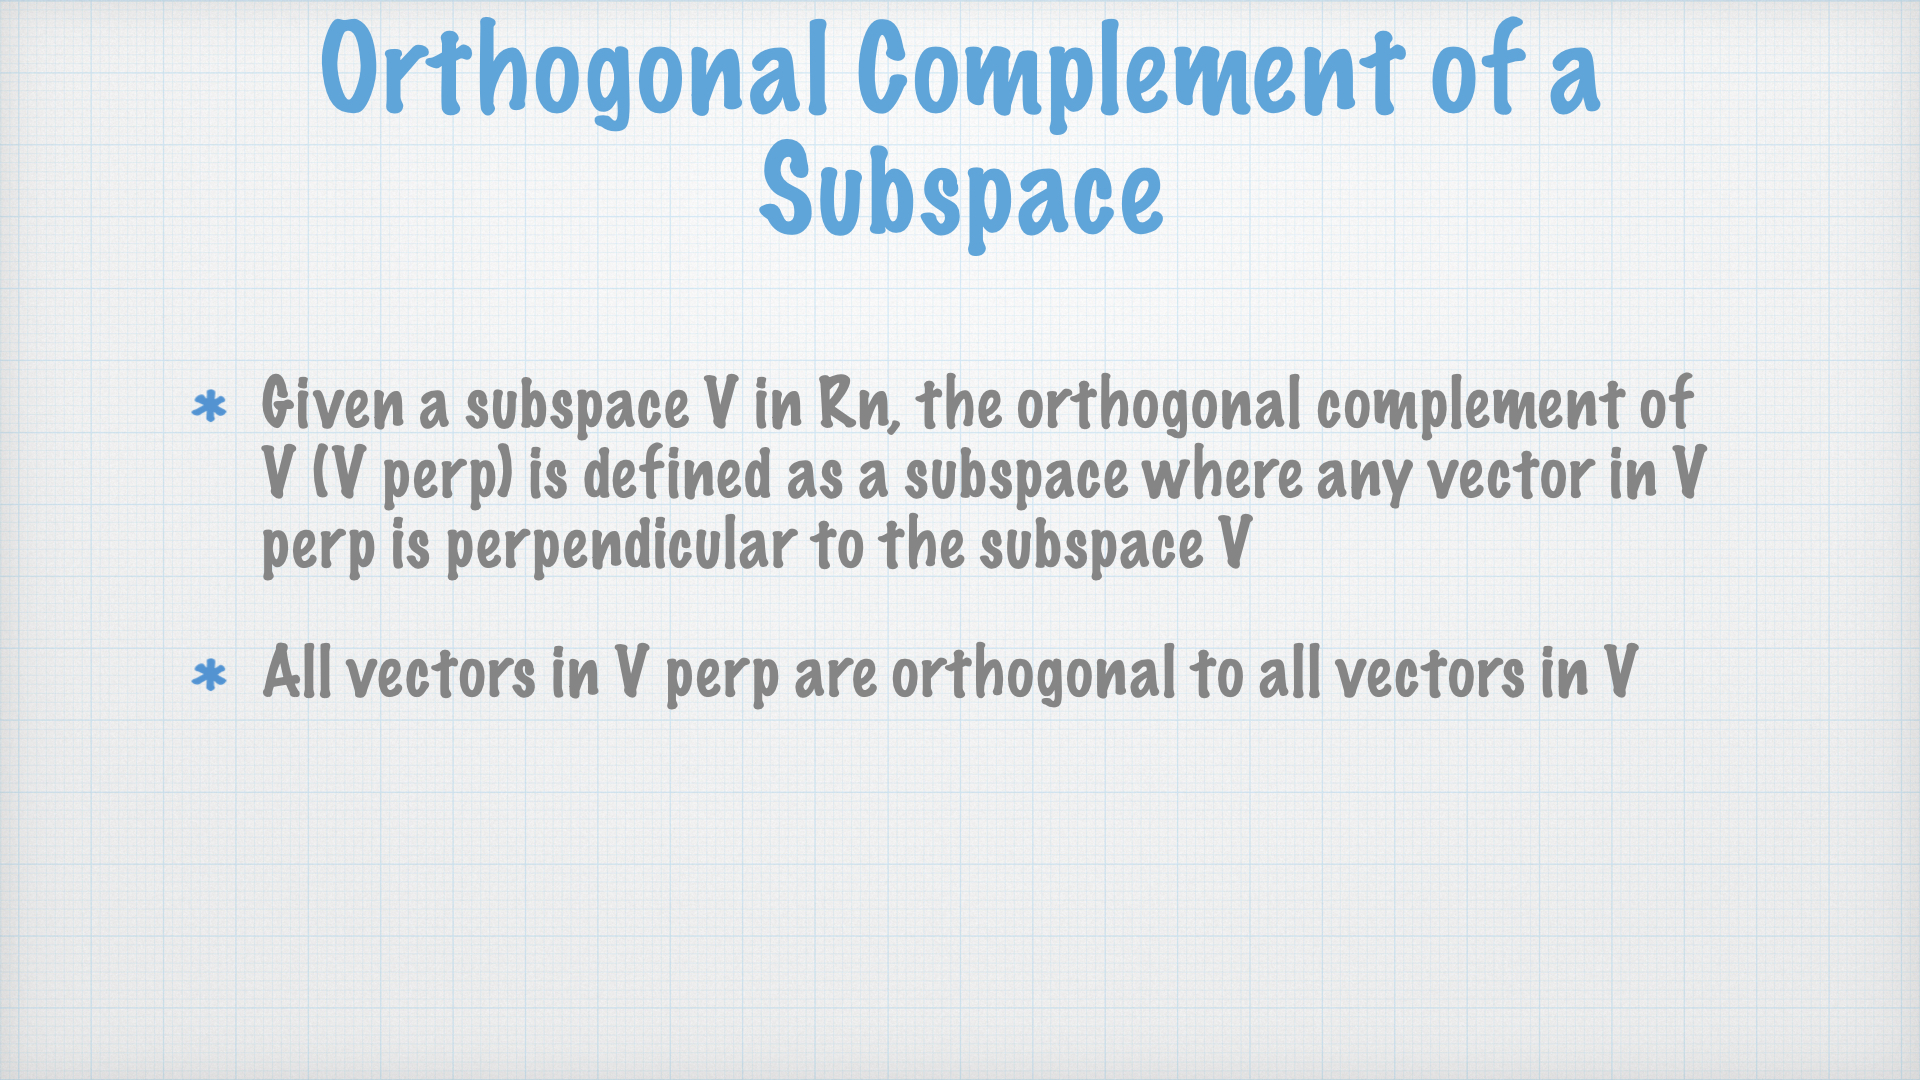 Orthogonal Complement of a
Subspace
* Given a subspace V in Rn, the orthogonal complement of
V (V perp) is defined as a subspace where any vector in V
perp is perpendicular to the subspace V
* All vectors in V perp are orthogonal to all vectors in V